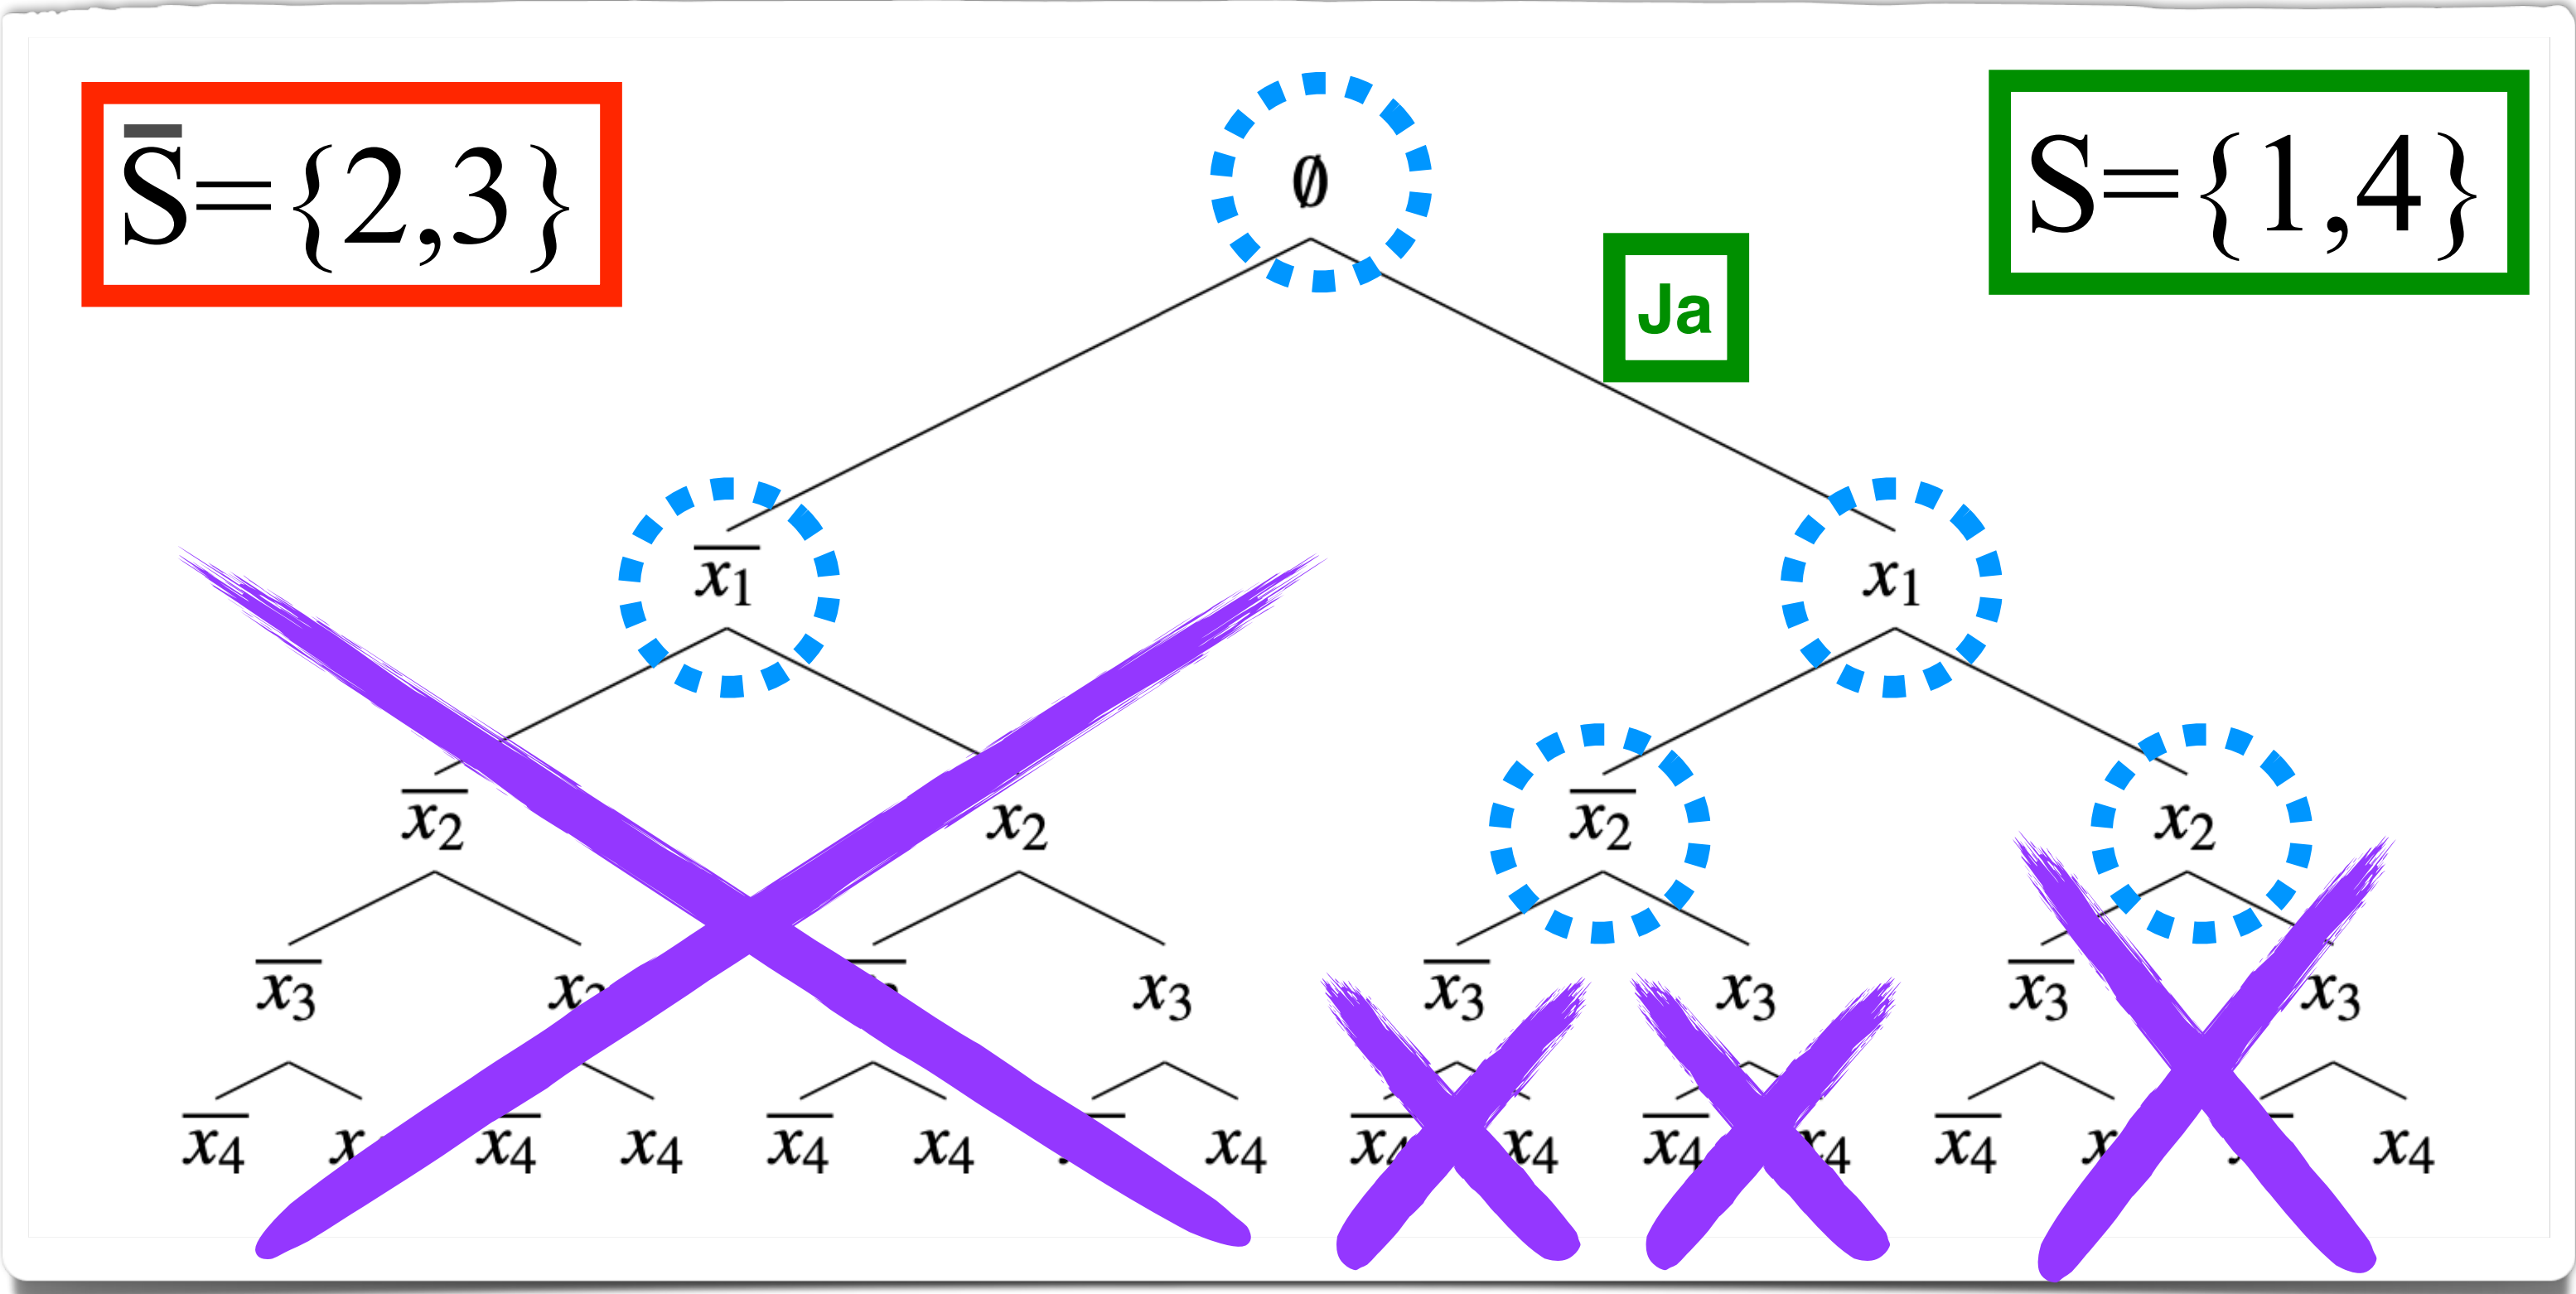 S̅={2,3}
∅
S={1,4}
Ja
x̅₁ x₁
x̅₂ x₂ x̅₂ x₂
x̅₃ x₃ x̅₃ x₃ x̅₃ x₃
x̅₄ x̅₄ x₄ x̅₄ x₄ x₄ x̅₄ x₄ x̅₄ x₄ x̅₄ x₄